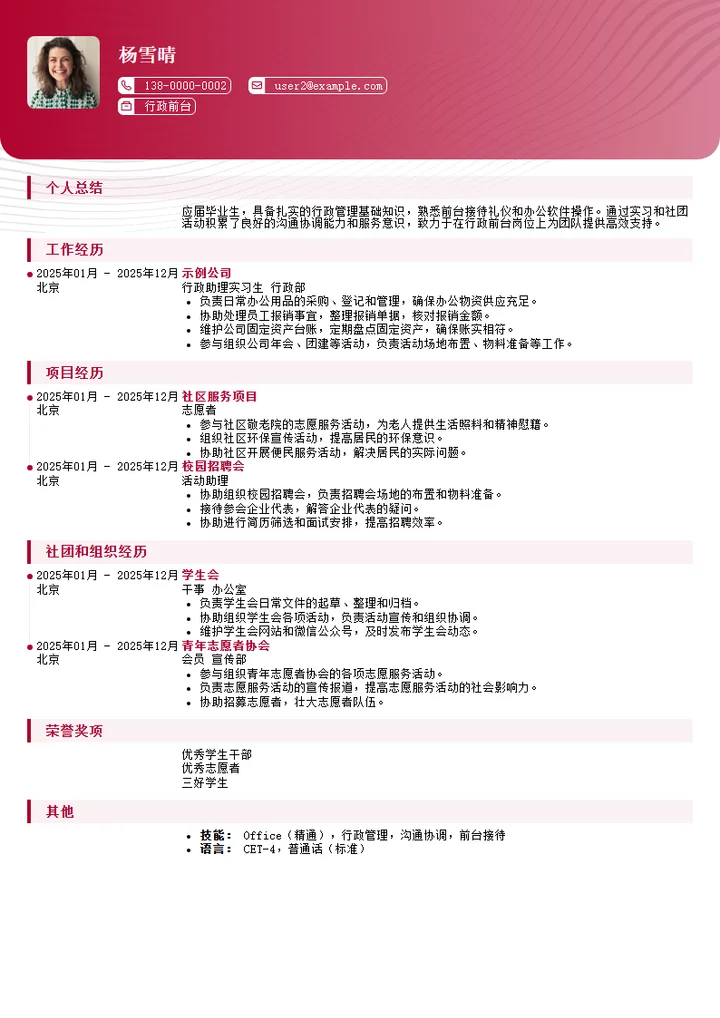 杨雪晴
138-0000-0002 user2@example.com
行政前台
个人总结
应届毕业生，具备扎实的行政管理基础知识，熟悉前台接待礼仪和办公软件操作。通过实习和社团
活动积累了良好的沟通协调能力和服务意识，致力于在行政前台岗位上为团队提供高效支持。
工作经历
2025年01月 - 2025年12月 示例公司
北京 行政助理实习生 行政部
• 负责日常办公用品的采购、登记和管理，确保办公物资供应充足。
• 协助处理员工报销事宜，整理报销单据，核对报销金额。
• 维护公司固定资产台账，定期盘点固定资产，确保账实相符。
• 参与组织公司年会、团建等活动，负责活动场地布置、物料准备等工作。
项目经历
2025年01月 - 2025年12月 社区服务项目
北京 志愿者
• 参与社区敬老院的志愿服务活动，为老人提供生活照料和精神慰藉。
• 组织社区环保宣传活动，提高居民的环保意识。
• 协助社区开展便民服务活动，解决居民的实际问题。
2025年01月 - 2025年12月 校园招聘会
北京 活动助理
• 协助组织校园招聘会，负责招聘会场地的布置和物料准备。
• 接待参会企业代表，解答企业代表的疑问。
• 协助进行简历筛选和面试安排，提高招聘效率。
社团和组织经历
2025年01月 - 2025年12月 学生会
北京 干事 办公室
• 负责学生会日常文件的起草、整理和归档。
• 协助组织学生会各项活动，负责活动宣传和组织协调。
• 维护学生会网站和微信公众号，及时发布学生会动态。
2025年01月 - 2025年12月 青年志愿者协会
北京 会员 宣传部
• 参与组织青年志愿者协会的各项志愿服务活动。
• 负责志愿服务活动的宣传报道，提高志愿服务活动的社会影响力。
• 协助招募志愿者，壮大志愿者队伍。
荣誉奖项
优秀学生干部
优秀志愿者
三好学生
其他
• 技能： Office（精通），行政管理，沟通协调，前台接待
• 语言： CET-4，普通话（标准）